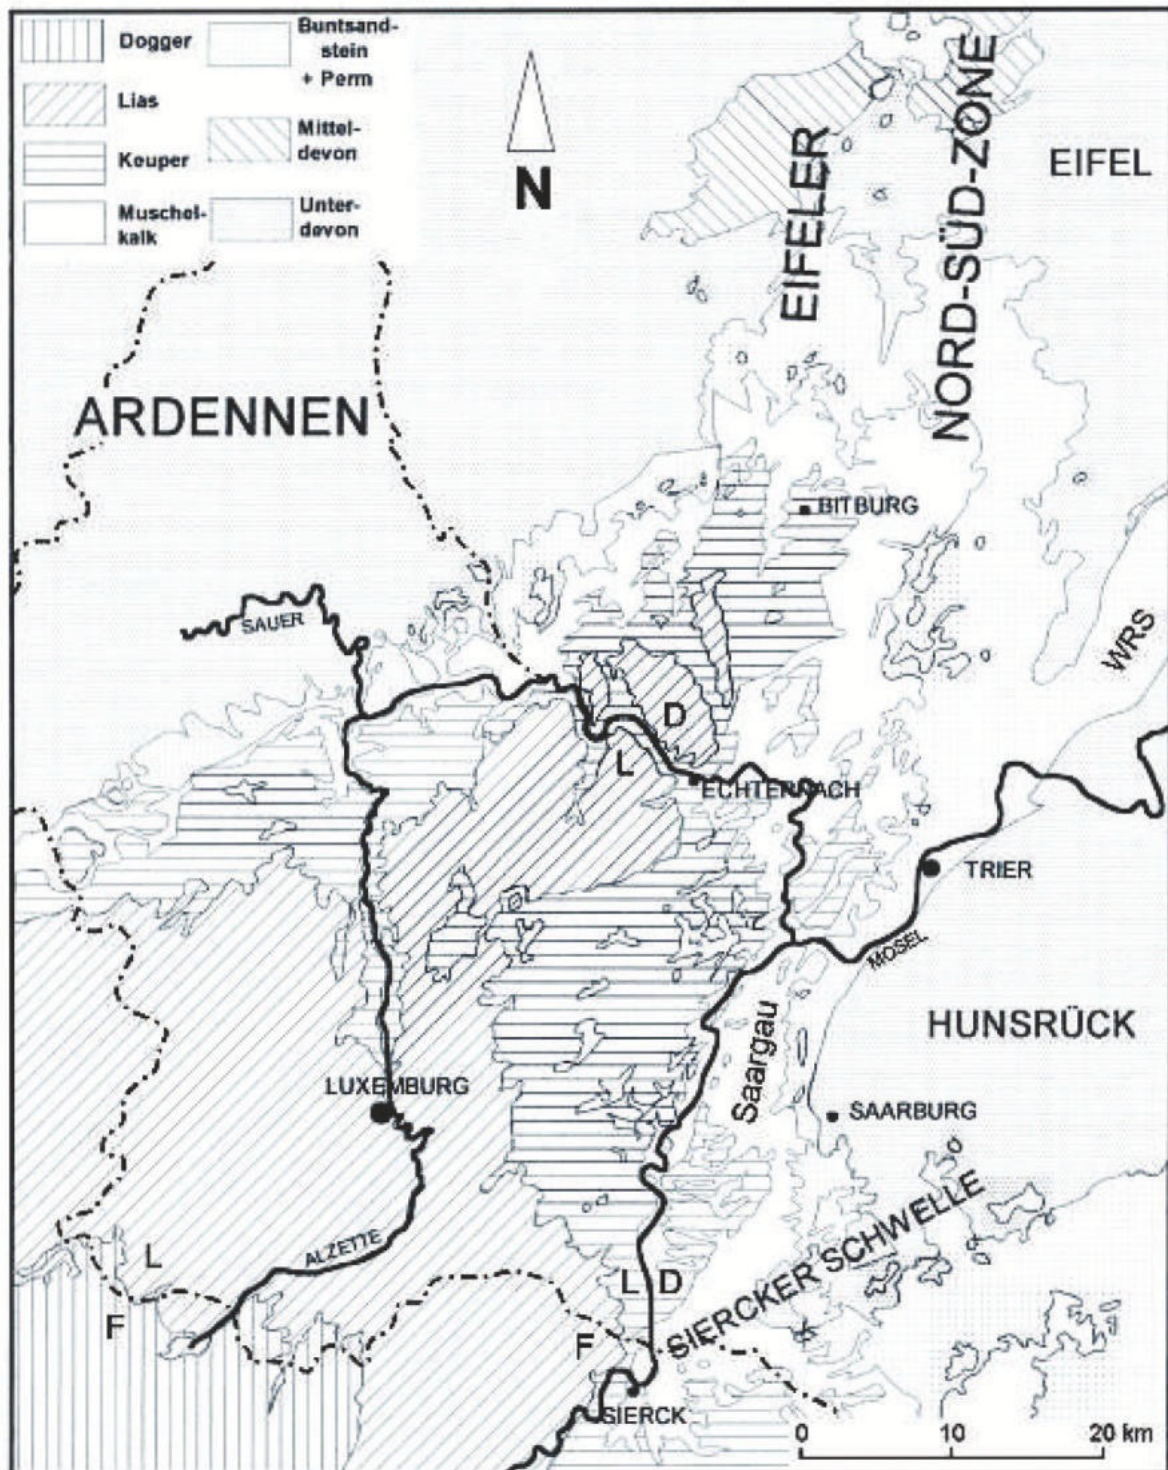 Dogger
Lias
Keuper
Muschel-
kalk
Buntsand-
stein
+ Perm
Mittel-
devon
Unter-
devon
N
EIFELER
NORD-SÜD-ZONE
EIFEL
ARDENNEN
BITBURG
SAUER
WRS
D
L
ECHTERNACH
TRIER
MOSEL
HUNSRÜCK
Saargau
LUXEMBURG
SAARBURG
ALZETTE
L
F
L D
F
SIERCKER SCHWELLE
SIERCK
0 10 20 km